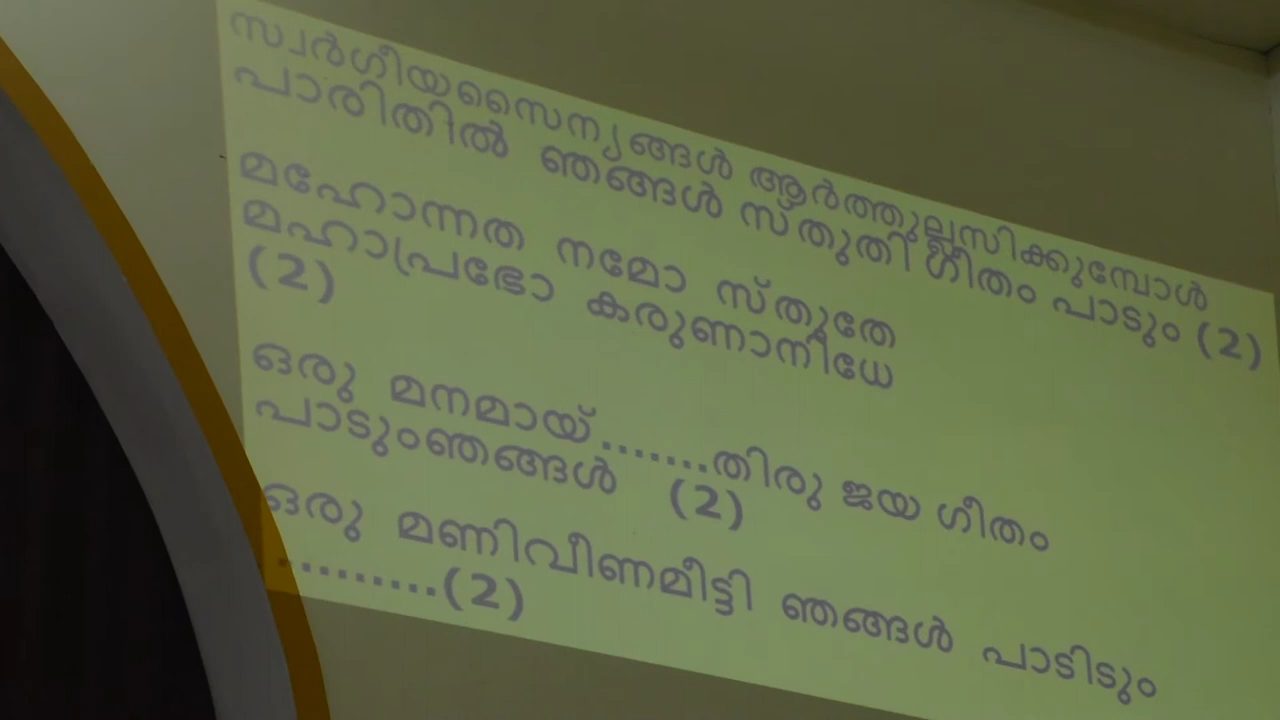 സ്വർഗീയസൈന്യങ്ങൾ ആർത്തുല്ലസിക്കുമ്പോൾ
പാരിതിൽ ഞങ്ങൾ സ്തുതി ഗീതം പാടും (2)
മഹോന്നത നമോ സ്തുതേ
മഹാപ്രഭോ കരുണാനിധേ
(2)
ഒരു മനമായ്.......തിരു ജയ ഗീതം
പാടുംഞങ്ങൾ (2)
ഒരു മണിവീണമീട്ടി ഞങ്ങൾ പാടിടും
.........(2)